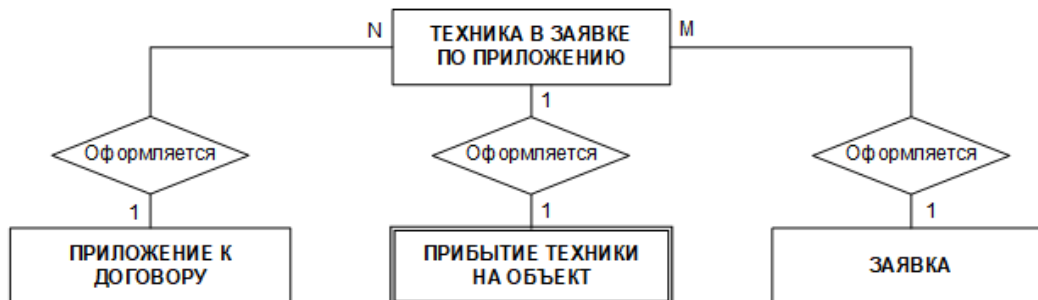 N
ТЕХНИКА В ЗАЯВКЕ
ПО ПРИЛОЖЕНИЮ
M
1
Оформляется
Оформляется
Оформляется
1
1
1
ПРИЛОЖЕНИЕ К
ДОГОВОРУ
ПРИБЫТИЕ ТЕХНИКИ
НА ОБЪЕКТ
ЗАЯВКА